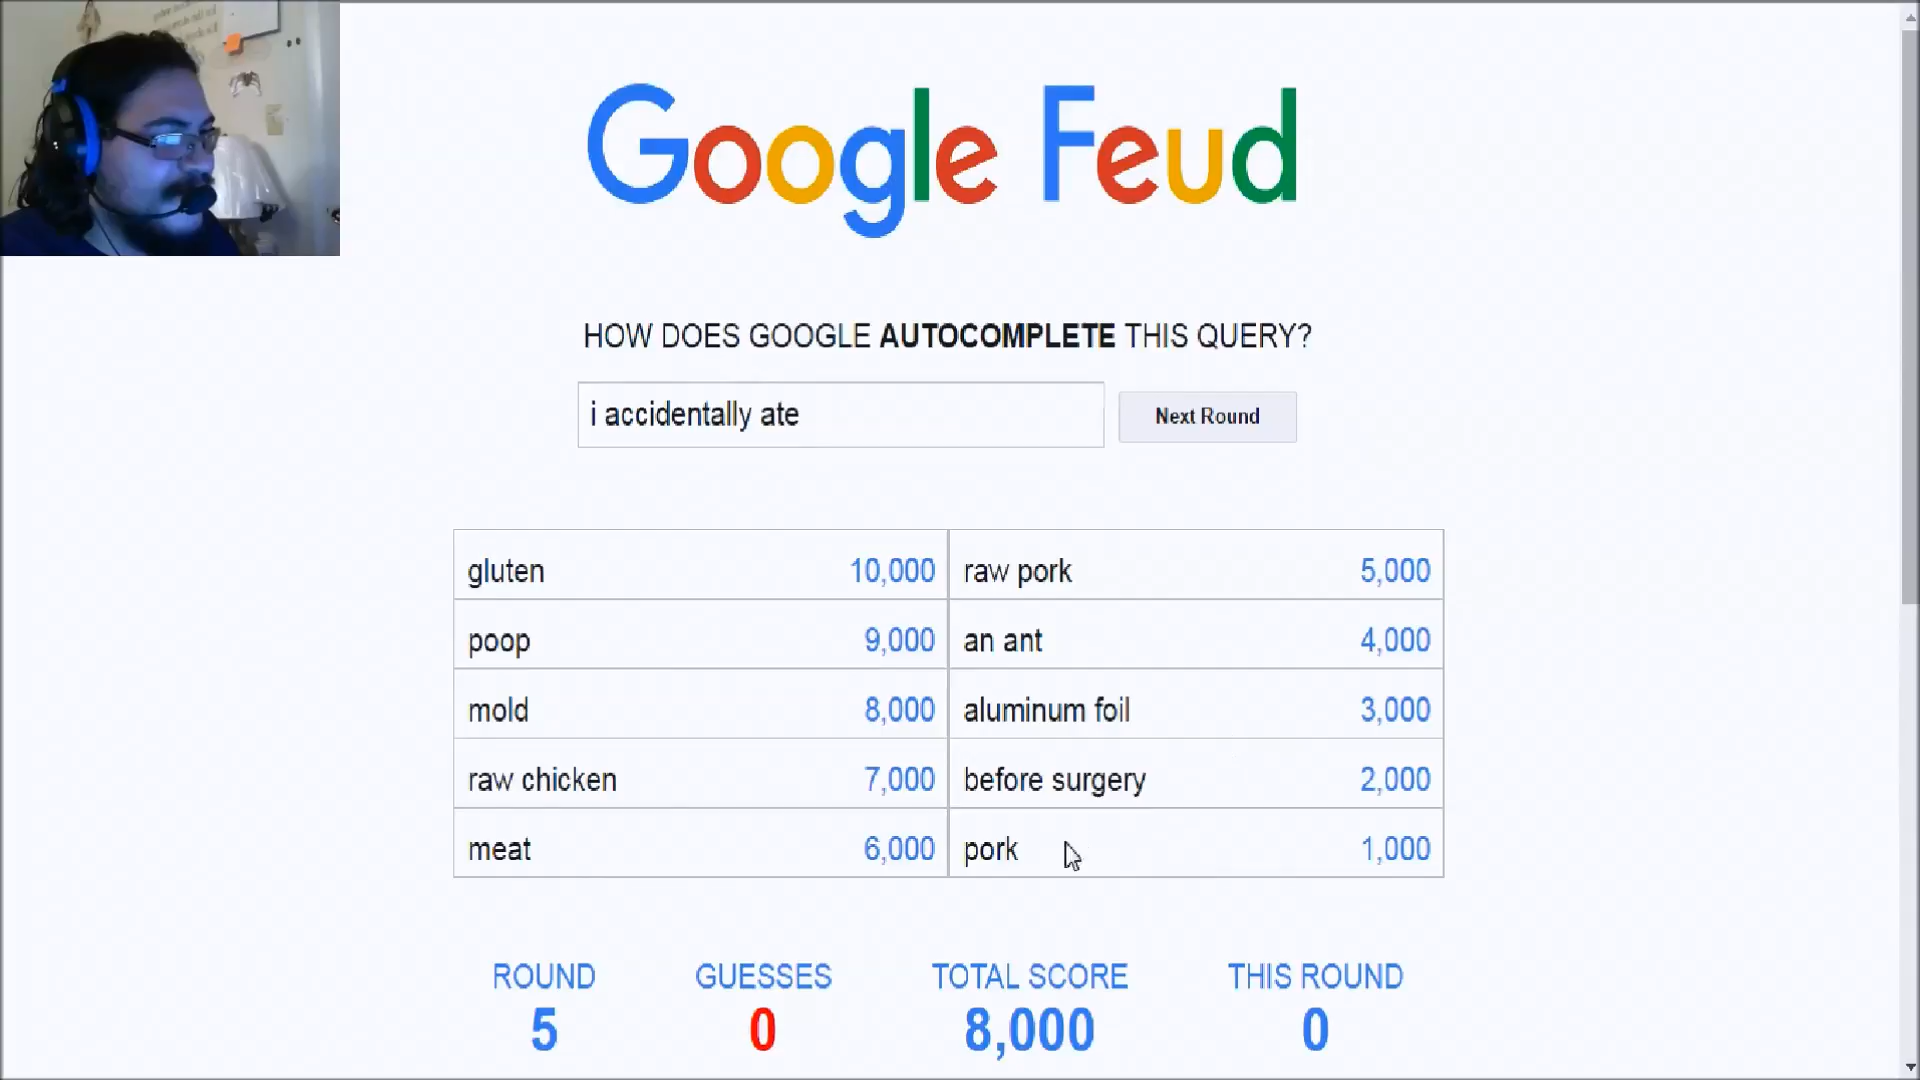 Google Feud
HOW DOES GOOGLE AUTOCOMPLETE THIS QUERY?
i accidentally ate
Next Round
gluten 10,000 raw pork 5,000
poop 9,000 an ant 4,000
mold 8,000 aluminum foil 3,000
raw chicken 7,000 before surgery 2,000
meat 6,000 pork 1,000
ROUND GUESSES TOTAL SCORE THIS ROUND
5 0 8,000 0